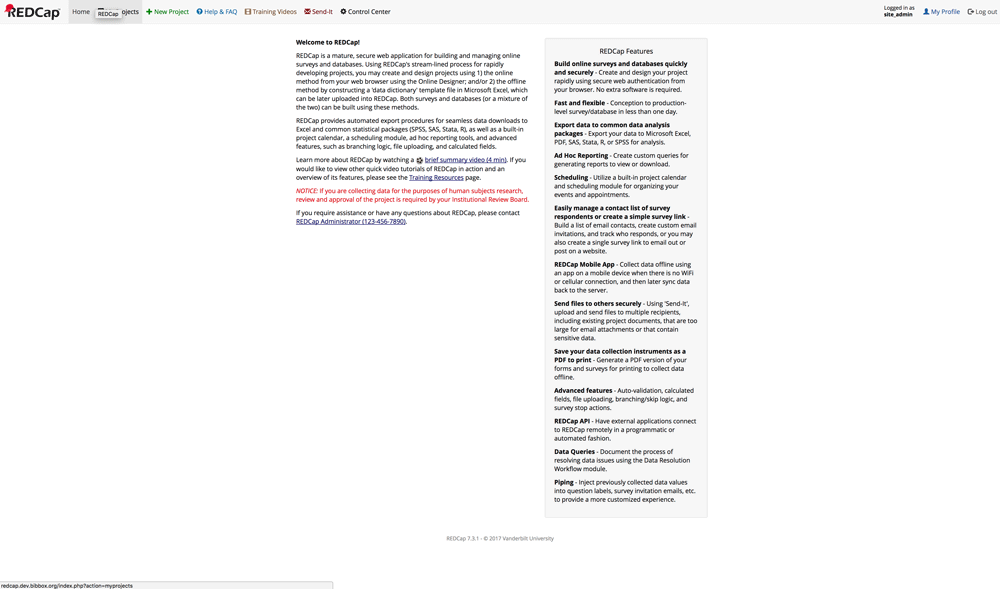 REDCap
Home ojects New Project Help & FAQ Training Videos Send-It Control Center
REDCap
Logged in as
site_admin
My Profile Log out
Welcome to REDCap!
REDCap is a mature, secure web application for building and managing online
surveys and databases. Using REDCap's stream-lined process for rapidly
developing projects, you may create and design projects using 1) the online
method from your web browser using the Online Designer; and/or 2) the offline
method by constructing a 'data dictionary' template file in Microsoft Excel, which
can be later uploaded into REDCap. Both surveys and databases (or a mixture of
the two) can be built using these methods.
REDCap provides automated export procedures for seamless data downloads to
Excel and common statistical packages (SPSS, SAS, Stata, R), as well as a built-in
project calendar, a scheduling module, ad hoc reporting tools, and advanced
features, such as branching logic, file uploading, and calculated fields.
Learn more about REDCap by watching a brief summary video (4 min). If you
would like to view other quick video tutorials of REDCap in action and an
overview of its features, please see the Training Resources page.
NOTICE: If you are collecting data for the purposes of human subjects research,
review and approval of the project is required by your Institutional Review Board.
If you require assistance or have any questions about REDCap, please contact
REDCap Administrator (123-456-7890).
REDCap Features
Build online surveys and databases quickly
and securely - Create and design your project
rapidly using secure web authentication from
your browser. No extra software is required.
Fast and flexible - Conception to production-
level survey/database in less than one day.
Export data to common data analysis
packages - Export your data to Microsoft Excel,
PDF, SAS, Stata, R, or SPSS for analysis.
Ad Hoc Reporting - Create custom queries for
generating reports to view or download.
Scheduling - Utilize a built-in project calendar
and scheduling module for organizing your
events and appointments.
Easily manage a contact list of survey
respondents or create a simple survey link -
Build a list of email contacts, create custom email
invitations, and track who responds, or you may
also create a single survey link to email out or
post on a website.
REDCap Mobile App - Collect data offline using
an app on a mobile device when there is no WiFi
or cellular connection, and then later sync data
back to the server.
Send files to others securely - Using 'Send-It',
upload and send files to multiple recipients,
including existing project documents, that are too
large for email attachments or that contain
sensitive data.
Save your data collection instruments as a
PDF to print - Generate a PDF version of your
forms and surveys for printing to collect data
offline.
Advanced features - Auto-validation, calculated
fields, file uploading, branching/skip logic, and
survey stop actions.
REDCap API - Have external applications connect
to REDCap remotely in a programmatic or
automated fashion.
Data Queries - Document the process of
resolving data issues using the Data Resolution
Workflow module.
Piping - Inject previously collected data values
into question labels, survey invitation emails, etc.
to provide a more customized experience.
REDCap 7.3.1 - © 2017 Vanderbilt University
redcap.dev.bibbox.org/index.php?action=myprojects